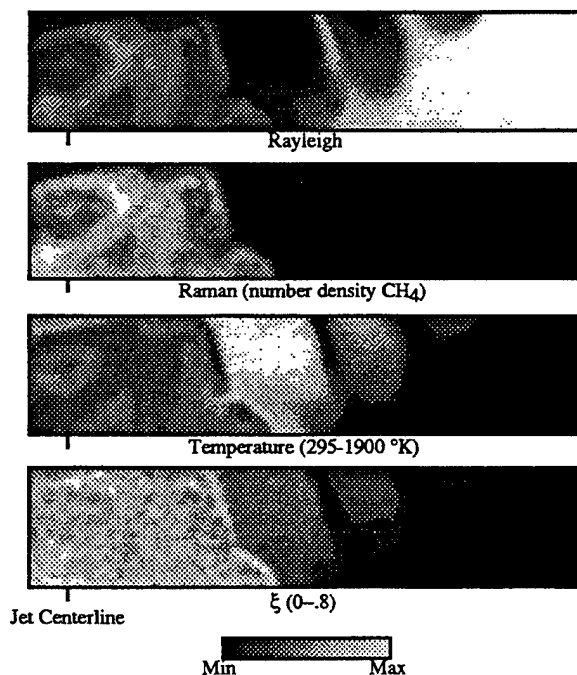 Rayleigh
Raman (number density CH4)
Temperature (295-1900 °K)
ξ (0–.8)
Jet Centerline
Min Max